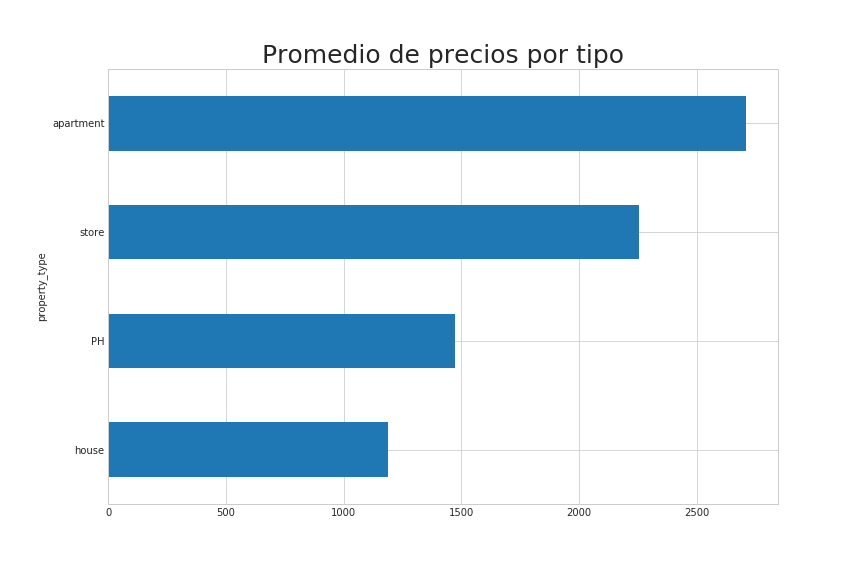 Promedio de precios por tipo
apartment
store
property_type
PH
house
0 500 1000 1500 2000 2500